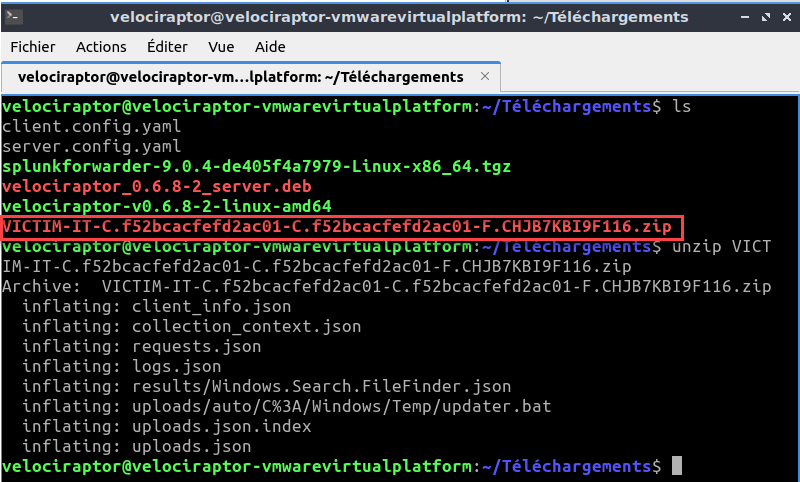 velociraptor@velociraptor-vmwarevirtualplatform: ~/Téléchargements
Fichier Actions Éditer Vue Aide
velociraptor@velociraptor-vm...lplatform: ~/Téléchargements
velociraptor@velociraptor-vmwarevirtualplatform:~/Téléchargements$ ls
client.config.yaml
server.config.yaml
splunkforwarder-9.0.4-de405f4a7979-Linux-x86_64.tgz
velociraptor_0.6.8-2_server.deb
velociraptor-v0.6.8-2-linux-amd64
VICTIM-IT-C.f52bcacfefd2ac01-C.f52bcacfefd2ac01-F.CHJB7KBI9F116.zip
velociraptor@velociraptor-vmwarevirtualplatform:~/Téléchargements$ unzip VICT
IM-IT-C.f52bcacfefd2ac01-C.f52bcacfefd2ac01-F.CHJB7KBI9F116.zip
Archive:  VICTIM-IT-C.f52bcacfefd2ac01-C.f52bcacfefd2ac01-F.CHJB7KBI9F116.zip
  inflating: client_info.json
  inflating: collection_context.json
  inflating: requests.json
  inflating: logs.json
  inflating: results/Windows.Search.FileFinder.json
  inflating: uploads/auto/C%3A/Windows/Temp/updater.bat
  inflating: uploads.json.index
  inflating: uploads.json
velociraptor@velociraptor-vmwarevirtualplatform:~/Téléchargements$